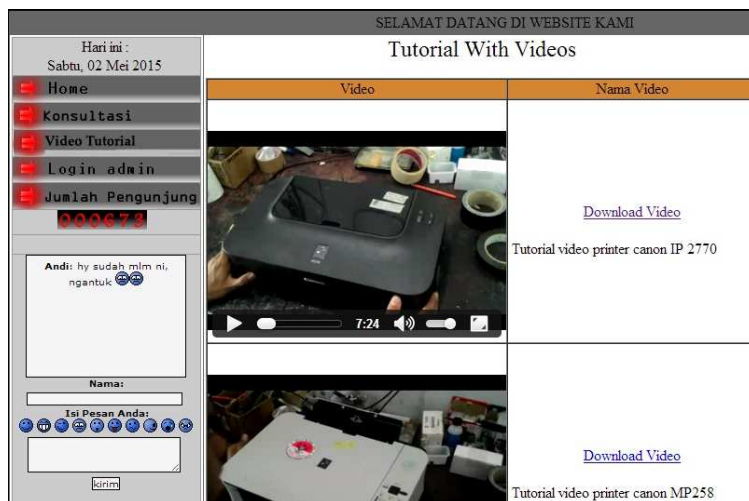 SELAMAT DATANG DI WEBSITE KAMI
Hari ini :
Sabtu, 02 Mei 2015
Home
Konsultasi
Video Tutorial
Login admin
Jumlah Pengunjung
000673
Andi: hy sudah mlm ni,
ngantuk
Nama:
Isi Pesan Anda:
kirim
Tutorial With Videos
Video
Nama Video
7:24
Download Video
Tutorial video printer canon IP 2770
Download Video
Tutorial video printer canon MP258